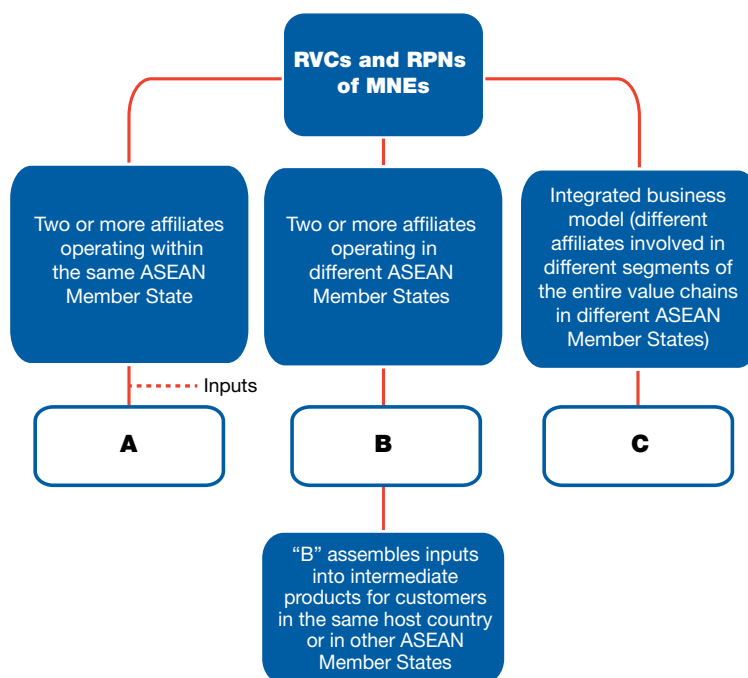 RVCs and RPNs
of MNEs
Two or more affiliates
operating within
the same ASEAN
Member State
Two or more affiliates
operating in
different ASEAN
Member States
Integrated business
model (different
affiliates involved in
different segments of
the entire value chains
in different ASEAN
Member States)
Inputs
A
B
C
“B” assembles inputs
into intermediate
products for customers
in the same host country
or in other ASEAN
Member States